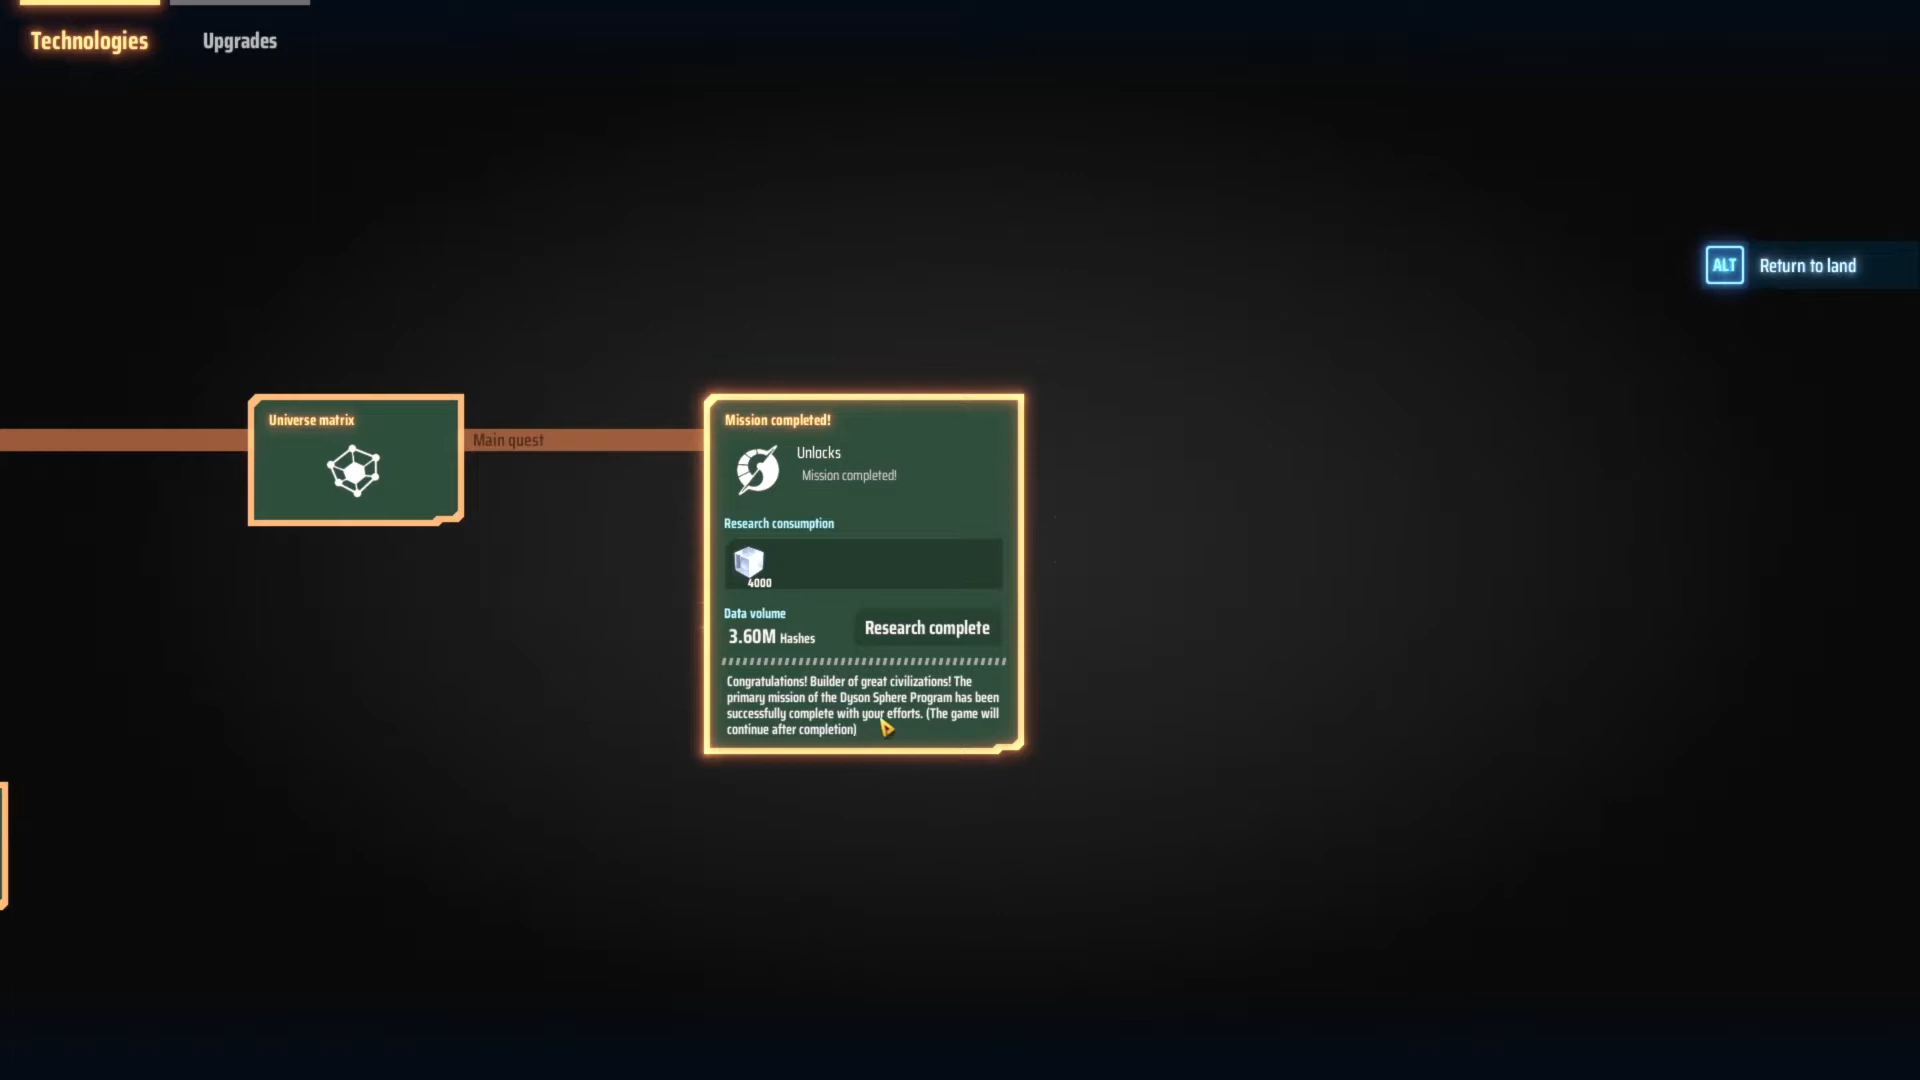 Technologies
Upgrades
ALT Return to land
Universe matrix
Main quest
Mission completed!
Unlocks
Mission completed!
Research consumption
4000
Data volume
3.60M Hashes
Research complete
Congratulations! Builder of great civilizations! The
primary mission of the Dyson Sphere Program has been
successfully complete with your efforts. (The game will
continue after completion)